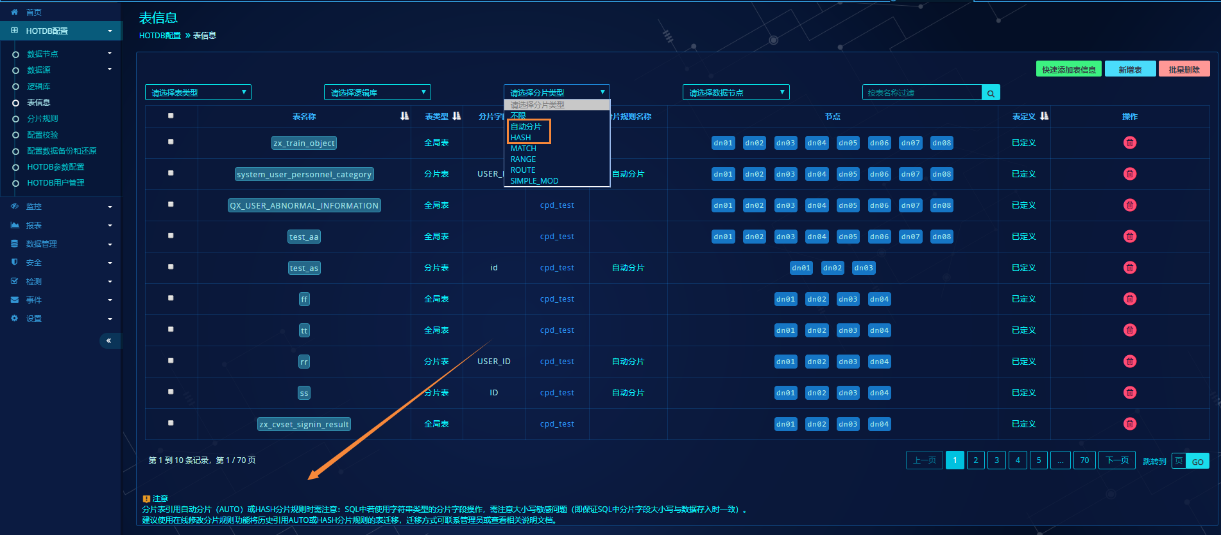 首页
HOTDB配置
数据节点
数据源
逻辑库
表信息
分片规则
配置校验
配置数据备份和还原
HOTDB参数配置
HOTDB用户管理
监控
报表
数据管理
安全
检测
事件
设置
表信息
HOTDB配置 » 表信息
快速添加表信息 新增表 批量删除
请选择表类型 请选择逻辑库 请选择分片类型 请选择数据节点 按表名称过滤
请选择分片类型
不限
自动分片
HASH
MATCH
RANGE
ROUTE
SIMPLE_MOD
表名称 表类型 分片字 分片规则名称 节点 表定义 操作
zx_train_object 全局表 dn01 dn02 dn03 dn04 dn05 dn06 dn07 dn08 已定义
system_user_personnel_category 分片表 USER_I 自动分片 dn01 dn02 dn03 dn04 dn05 dn06 dn07 dn08 已定义
QX_USER_ABNORMAL_INFORMATION 全局表 cpd_test dn01 dn02 dn03 dn04 dn05 dn06 dn07 dn08 已定义
test_aa 全局表 cpd_test dn01 dn02 dn03 dn04 dn05 dn06 dn07 dn08 已定义
test_as 分片表 id cpd_test 自动分片 dn01 dn02 dn03 已定义
ff 全局表 cpd_test dn01 dn02 dn03 dn04 已定义
tt 全局表 cpd_test dn01 dn02 dn03 dn04 已定义
rr 分片表 USER_ID cpd_test 自动分片 dn01 dn02 dn03 dn04 已定义
ss 分片表 ID cpd_test 自动分片 dn01 dn02 dn03 dn04 已定义
zx_cvset_signin_result 全局表 cpd_test dn01 dn02 dn03 dn04 已定义
第 1 到 10 条记录，第 1 / 70 页 上一页 1 2 3 4 5 ... 70 下一页 跳转到 页 GO
注意
分片表引用自动分片（AUTO）或HASH分片规则时需注意：SQL中若使用字符串类型的分片字段操作，需注意大小写敏感问题（即保证SQL中分片字段大小写与数据存入时一致）。
建议使用在线修改分片规则功能将历史引用AUTO或HASH分片规则的表迁移，迁移方式可联系管理员或查看相关说明文档。